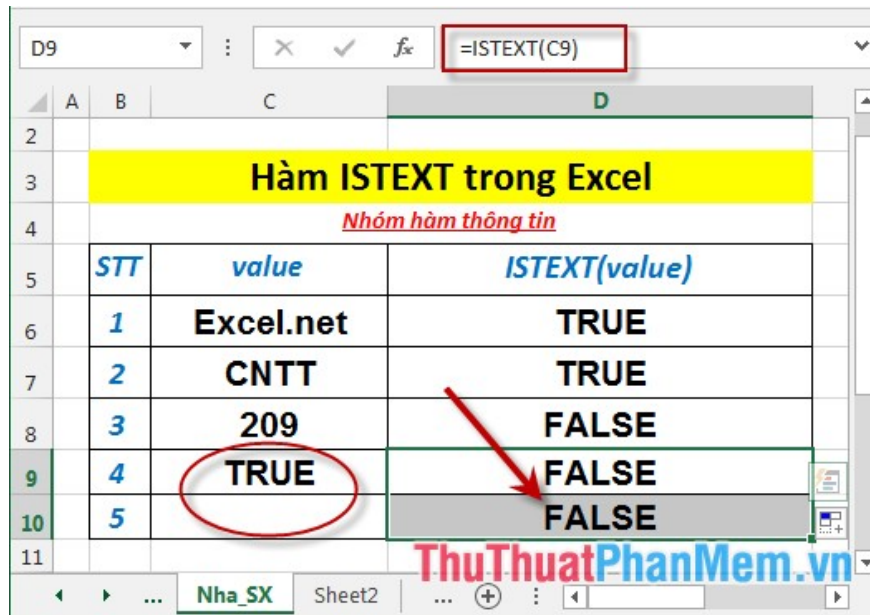 D9 fx =ISTEXT(C9)
A B C D
2
3 Hàm ISTEXT trong Excel
4 Nhóm hàm thông tin
5 STT value ISTEXT(value)
6 1 Excel.net TRUE
7 2 CNTT TRUE
8 3 209 FALSE
9 4 TRUE FALSE
10 5 FALSE
11
ThuThuatPhanMem.vn
... Nha_SX Sheet2 ...